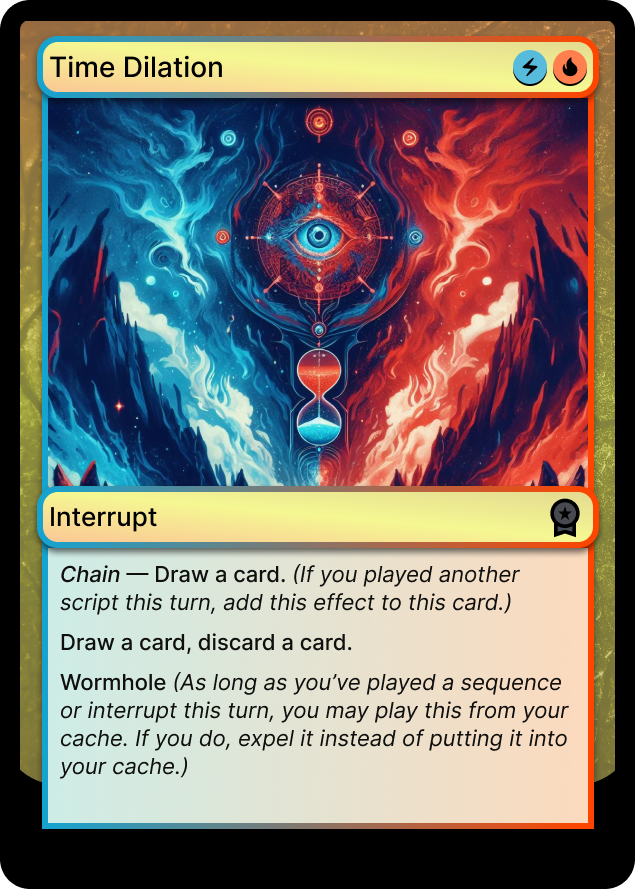 Time Dilation
Interrupt
Chain — Draw a card. (If you played another
script this turn, add this effect to this card.)
Draw a card, discard a card.
Wormhole (As long as you’ve played a sequence
or interrupt this turn, you may play this from your
cache. If you do, expel it instead of putting it into
your cache.)